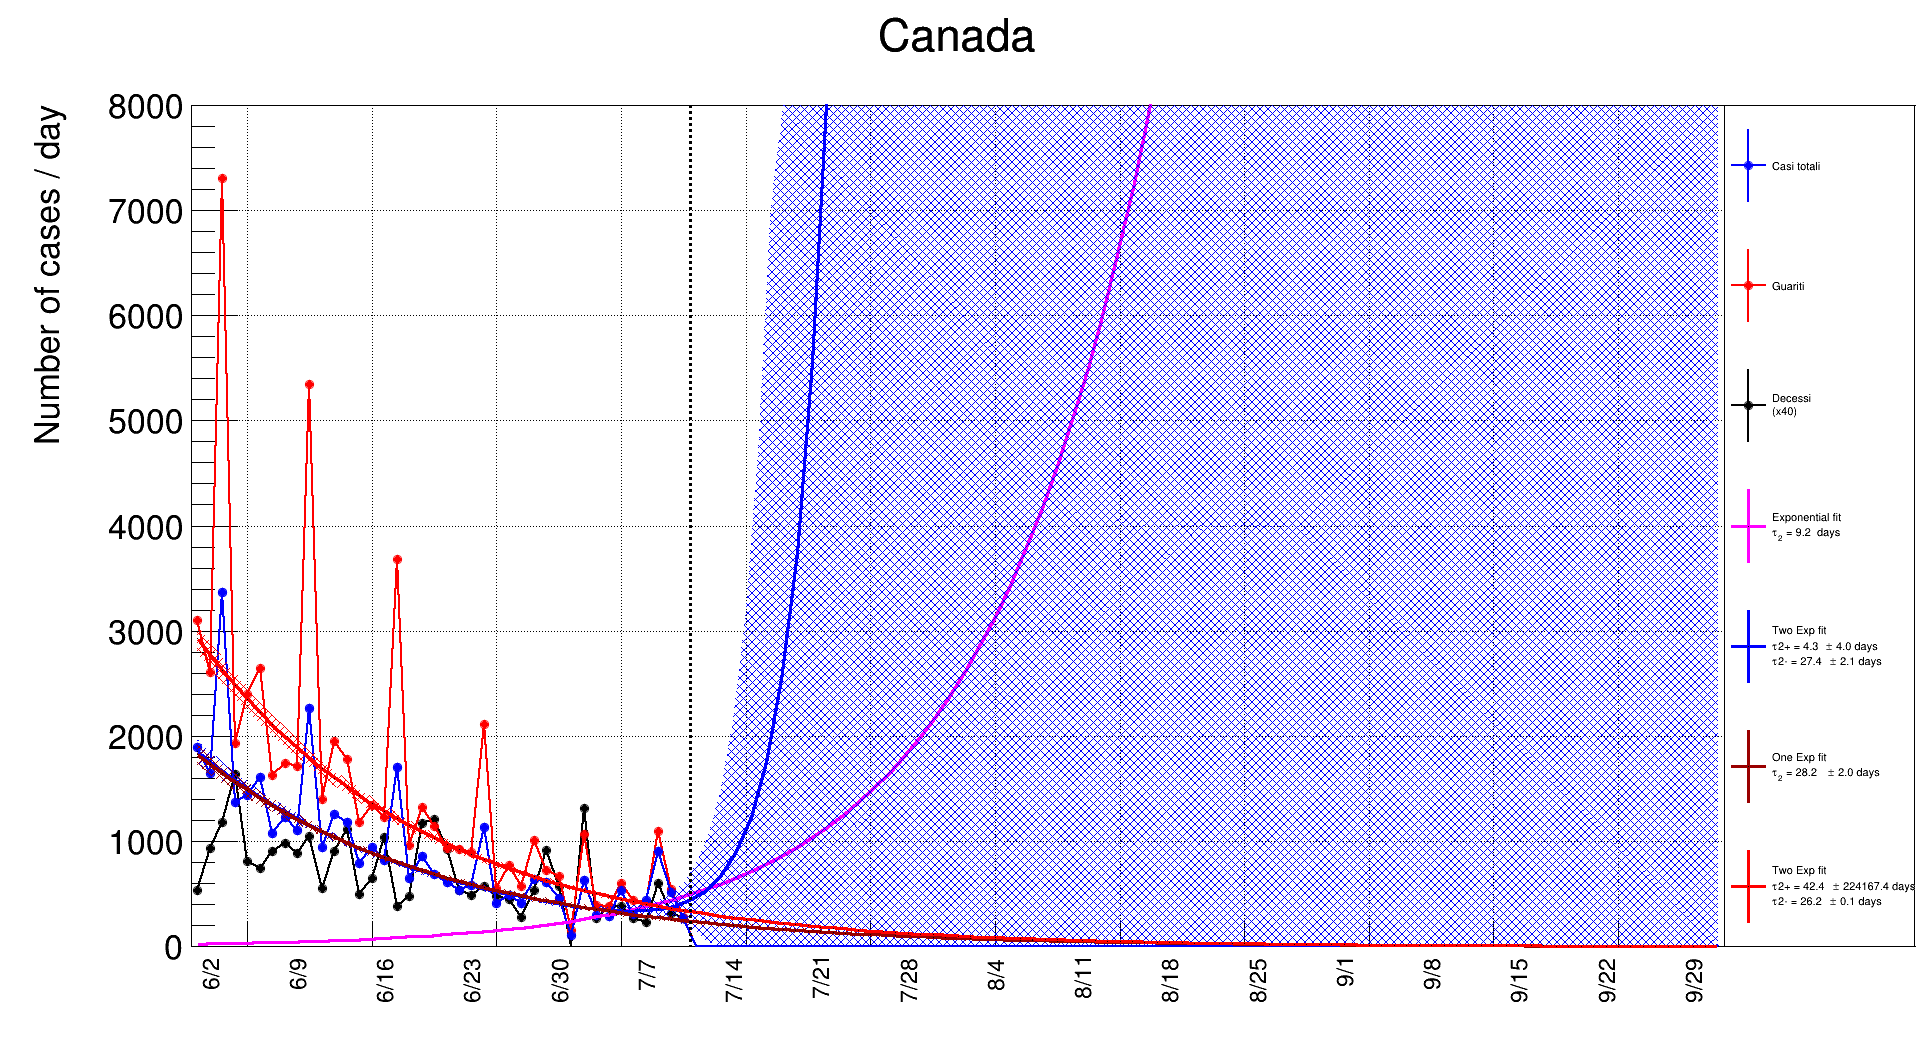 Canada
Number of cases / day
8000
7000
6000
5000
4000
3000
2000
1000
0
6/2
6/9
6/16
6/23
6/30
7/7
7/14
7/21
7/28
8/4
8/11
8/18
8/25
9/1
9/8
9/15
9/22
9/29
Casi totali
Guariti
Decessi
(x40)
Exponential fit
τ2 = 9.2 days
Two Exp fit
τ2+ = 4.3 ± 4.0 days
τ2- = 27.4 ± 2.1 days
One Exp fit
τ2 = 28.2 ± 2.0 days
Two Exp fit
τ2+ = 42.4 ± 224167.4 days
τ2- = 26.2 ± 0.1 days